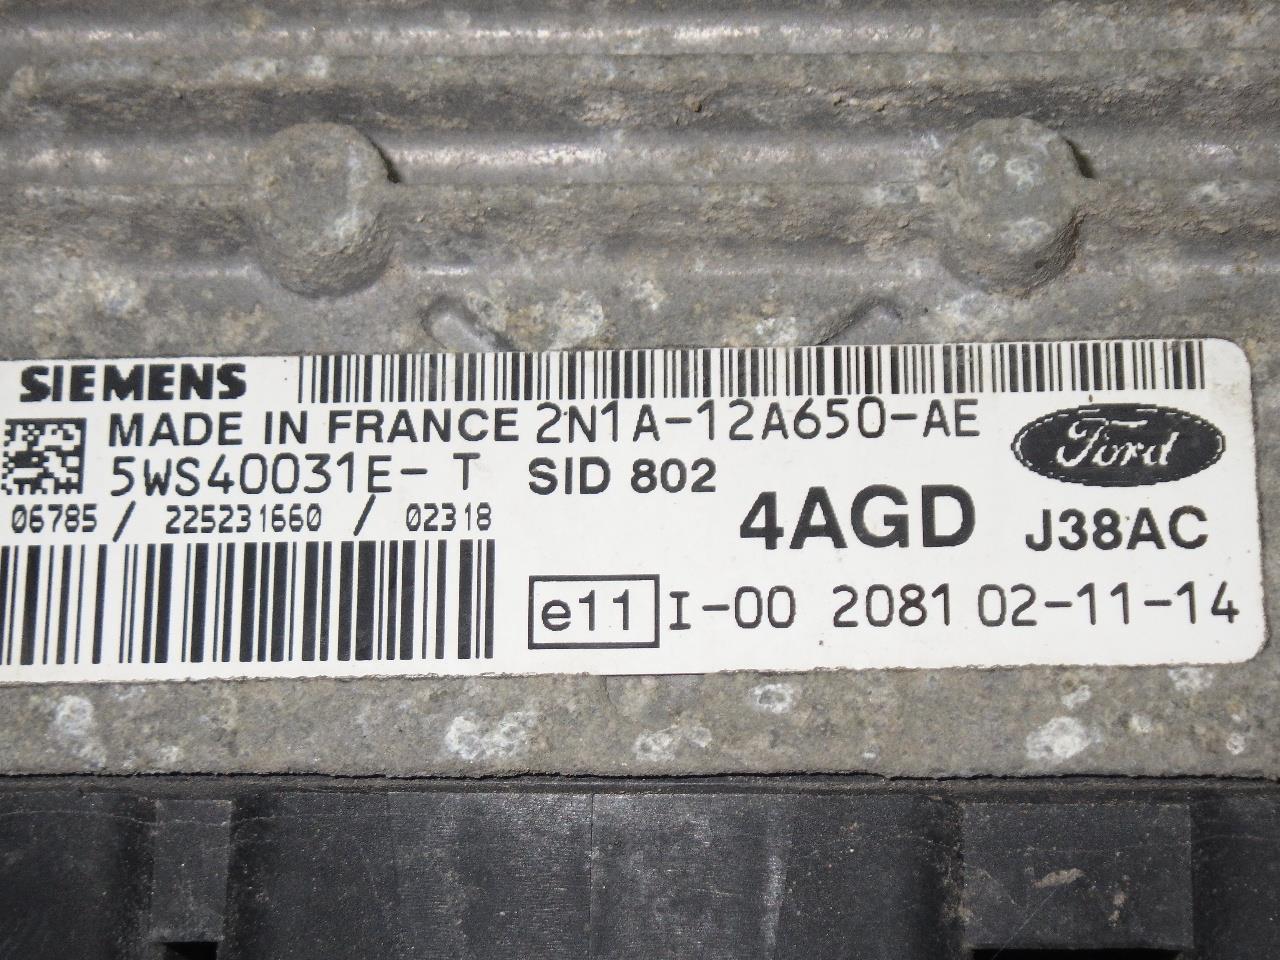 SIEMENS
MADE IN FRANCE 2N1A-12A650-AE
Ford
5WS40031E- T SID 802
06785 / 225231660 / 02318
4AGD J38AC
e11 I-00 2081 02-11-14